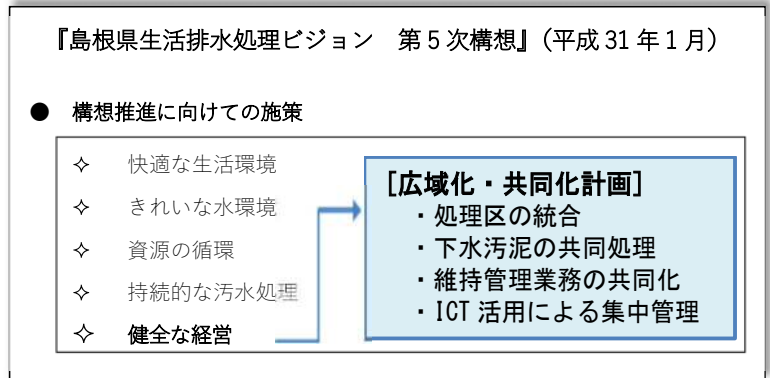 『島根県生活排水処理ビジョン　第５次構想』（平成 31 年１月）
● 構想推進に向けての施策
✧ 快適な生活環境
✧ きれいな水環境
✧ 資源の循環
✧ 持続的な汚水処理
✧ 健全な経営
[広域化・共同化計画]
・処理区の統合
・下水汚泥の共同処理
・維持管理業務の共同化
・ICT 活用による集中管理